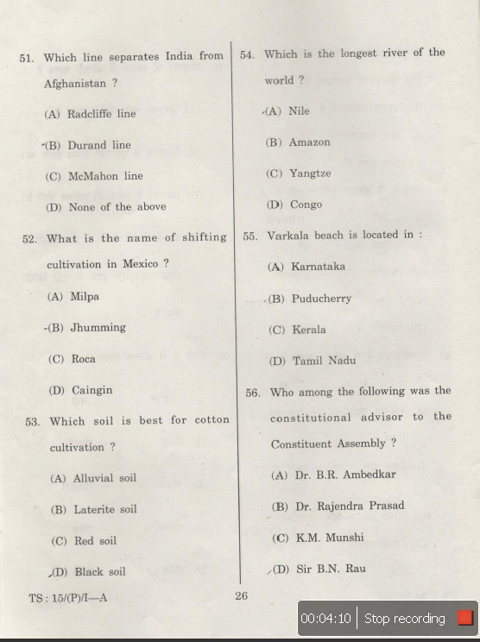 51. Which line separates India from
Afghanistan ?
(A) Radcliffe line
(B) Durand line
(C) McMahon line
(D) None of the above
52. What is the name of shifting
cultivation in Mexico ?
(A) Milpa
(B) Jhumming
(C) Roca
(D) Caingin
53. Which soil is best for cotton
cultivation ?
(A) Alluvial soil
(B) Laterite soil
(C) Red soil
(D) Black soil
54. Which is the longest river of the
world ?
(A) Nile
(B) Amazon
(C) Yangtze
(D) Congo
55. Varkala beach is located in :
(A) Karnataka
(B) Puducherry
(C) Kerala
(D) Tamil Nadu
56. Who among the following was the
constitutional advisor to the
Constituent Assembly ?
(A) Dr. B.R. Ambedkar
(B) Dr. Rajendra Prasad
(C) K.M. Munshi
(D) Sir B.N. Rau
TS : 15/(P)/I—A
26
00:04:10 Stop recording